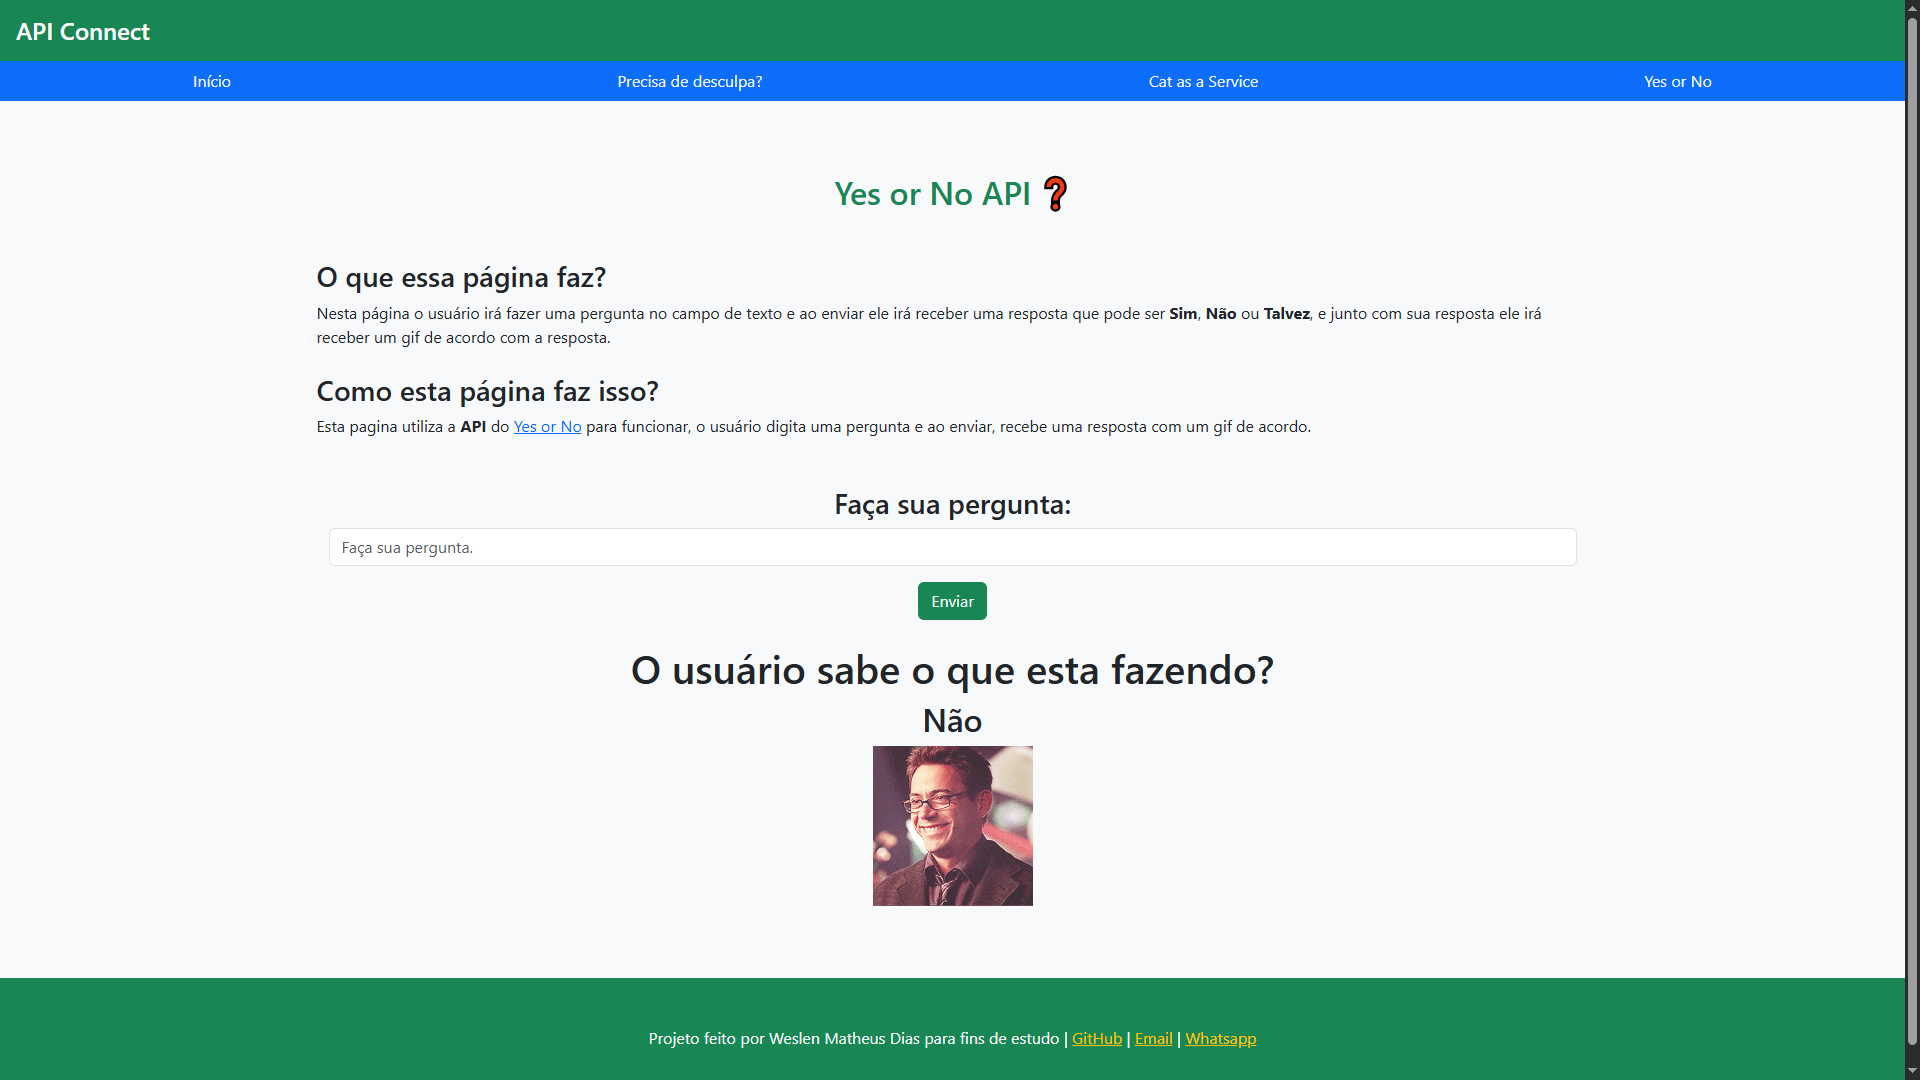 API Connect
Início
Precisa de desculpa?
Cat as a Service
Yes or No
Yes or No API ❓
O que essa página faz?
Nesta página o usuário irá fazer uma pergunta no campo de texto e ao enviar ele irá receber uma resposta que pode ser Sim, Não ou Talvez, e junto com sua resposta ele irá
receber um gif de acordo com a resposta.
Como esta página faz isso?
Esta pagina utiliza a API do Yes or No para funcionar, o usuário digita uma pergunta e ao enviar, recebe uma resposta com um gif de acordo.
Faça sua pergunta:
Faça sua pergunta.
Enviar
O usuário sabe o que esta fazendo?
Não
Projeto feito por Weslen Matheus Dias para fins de estudo | GitHub | Email | Whatsapp